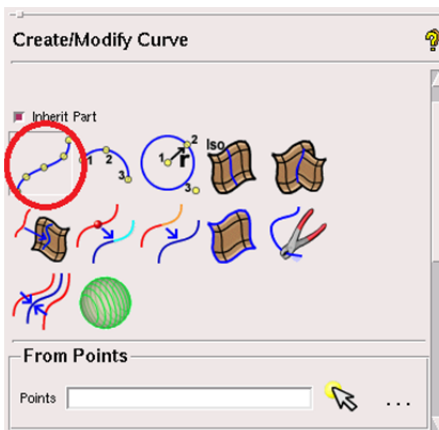 Create/Modify Curve
?
Inherit Part
1 2 3
1 r 2 3
Iso
From Points
Points
...